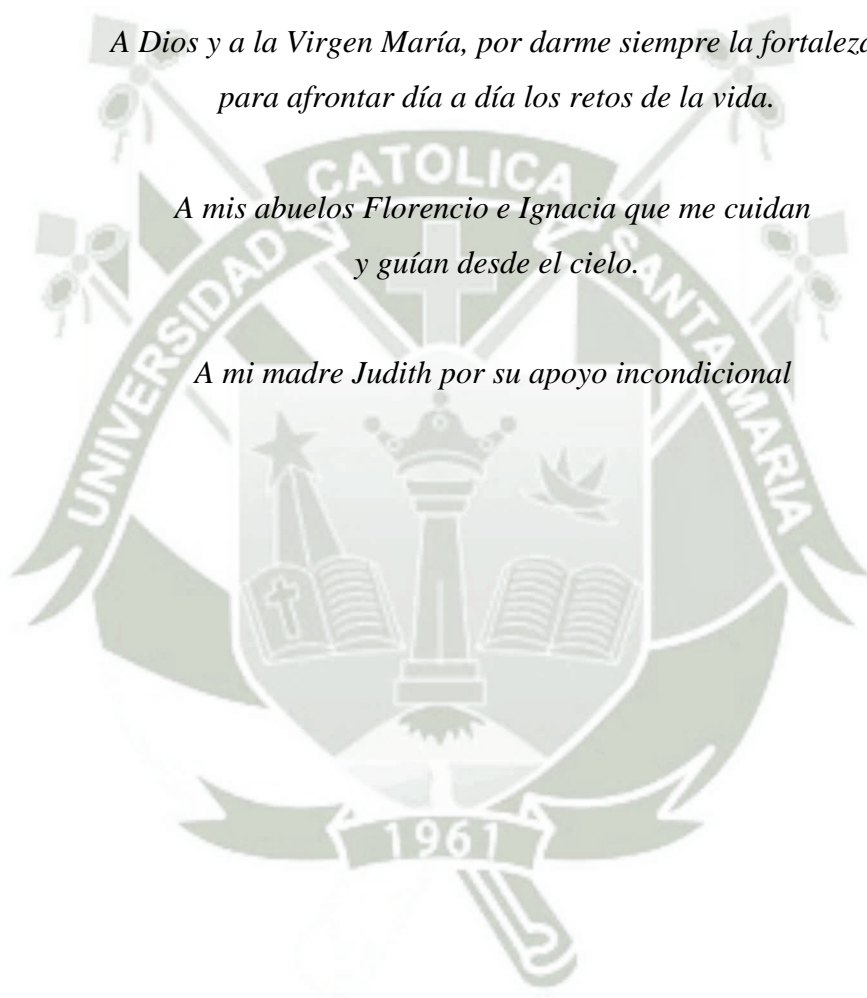 A Dios y a la Virgen María, por darme siempre la fortaleza
para afrontar día a día los retos de la vida.
A mis abuelos Florencio e Ignacia que me cuidan
y guían desde el cielo.
A mi madre Judith por su apoyo incondicional
UNIVERSIDAD CATOLICA SANTA MARIA
1961